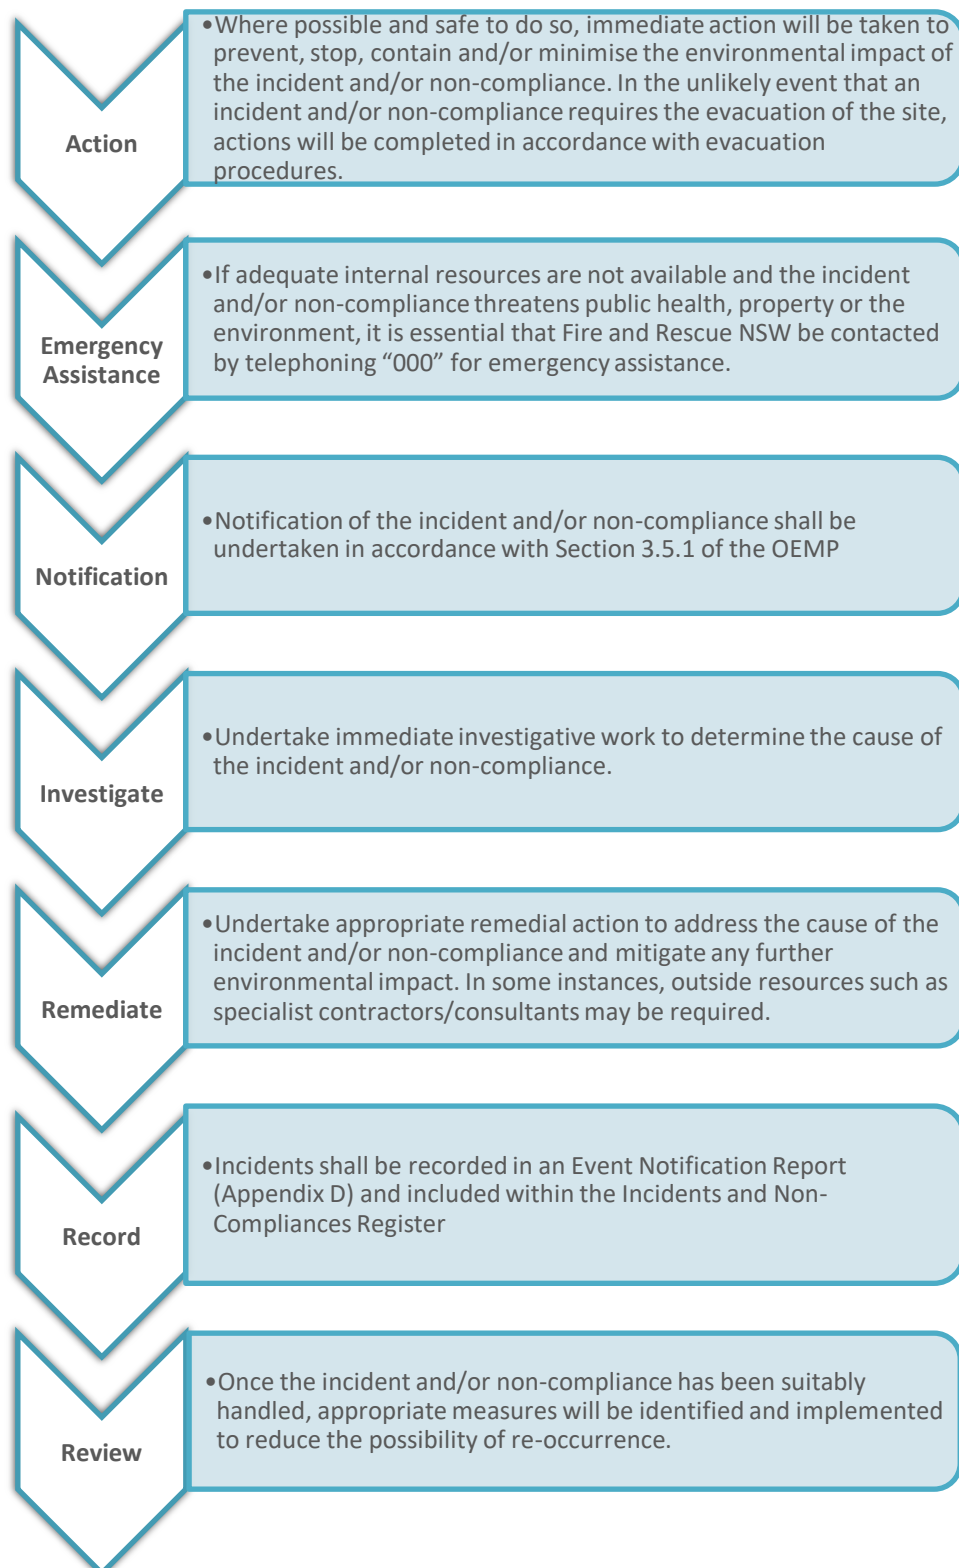 Action
•Where possible and safe to do so, immediate action will be taken to
prevent, stop, contain and/or minimise the environmental impact of
the incident and/or non-compliance. In the unlikely event that an
incident and/or non-compliance requires the evacuation of the site,
actions will be completed in accordance with evacuation
procedures.
Emergency
Assistance
•If adequate internal resources are not available and the incident
and/or non-compliance threatens public health, property or the
environment, it is essential that Fire and Rescue NSW be contacted
by telephoning “000” for emergency assistance.
Notification
•Notification of the incident and/or non-compliance shall be
undertaken in accordance with Section 3.5.1 of the OEMP
Investigate
•Undertake immediate investigative work to determine the cause of
the incident and/or non-compliance.
Remediate
•Undertake appropriate remedial action to address the cause of the
incident and/or non-compliance and mitigate any further
environmental impact. In some instances, outside resources such as
specialist contractors/consultants may be required.
Record
•Incidents shall be recorded in an Event Notification Report
(Appendix D) and included within the Incidents and Non-
Compliances Register
Review
•Once the incident and/or non-compliance has been suitably
handled, appropriate measures will be identified and implemented
to reduce the possibility of re-occurrence.